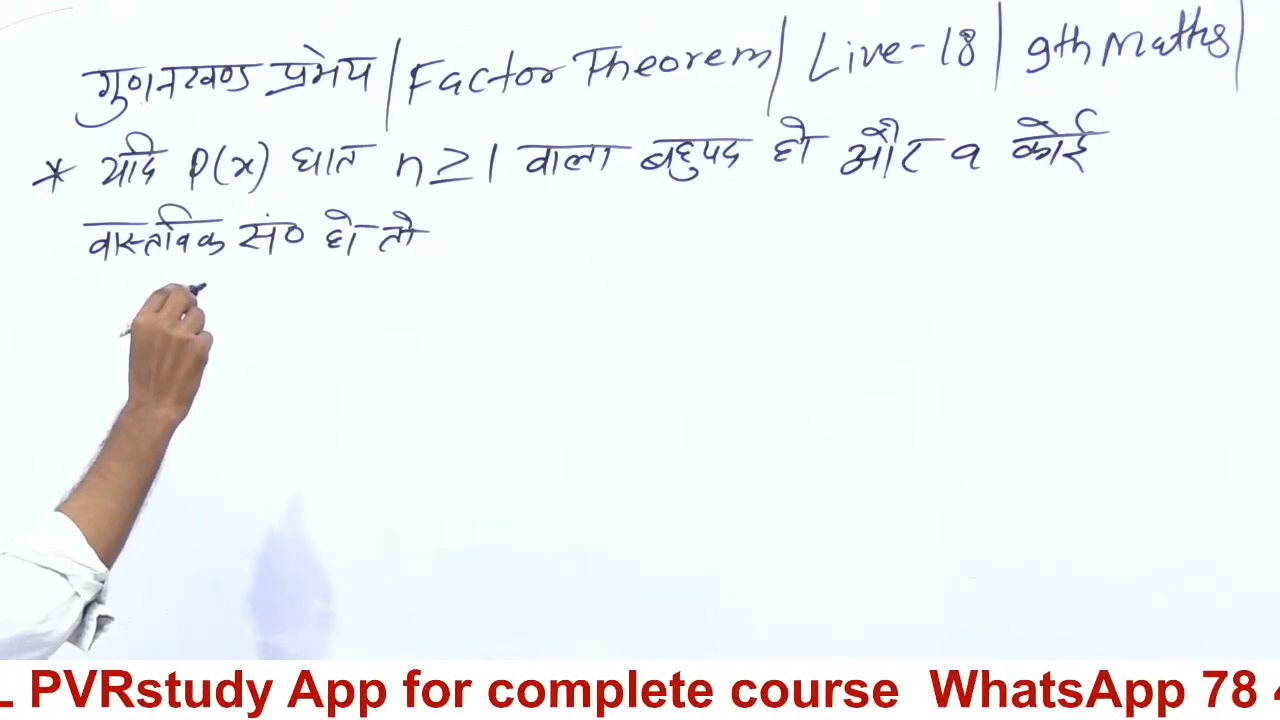 गुणनखण्ड प्रमेय | Factor Theorem | Live-18 | 9th Maths |
* यदि P(x) घात n ≥ 1 वाला बहुपद हो और a कोई
वास्तविक सं० हो तो
L PVRstudy App for complete course WhatsApp 78 4